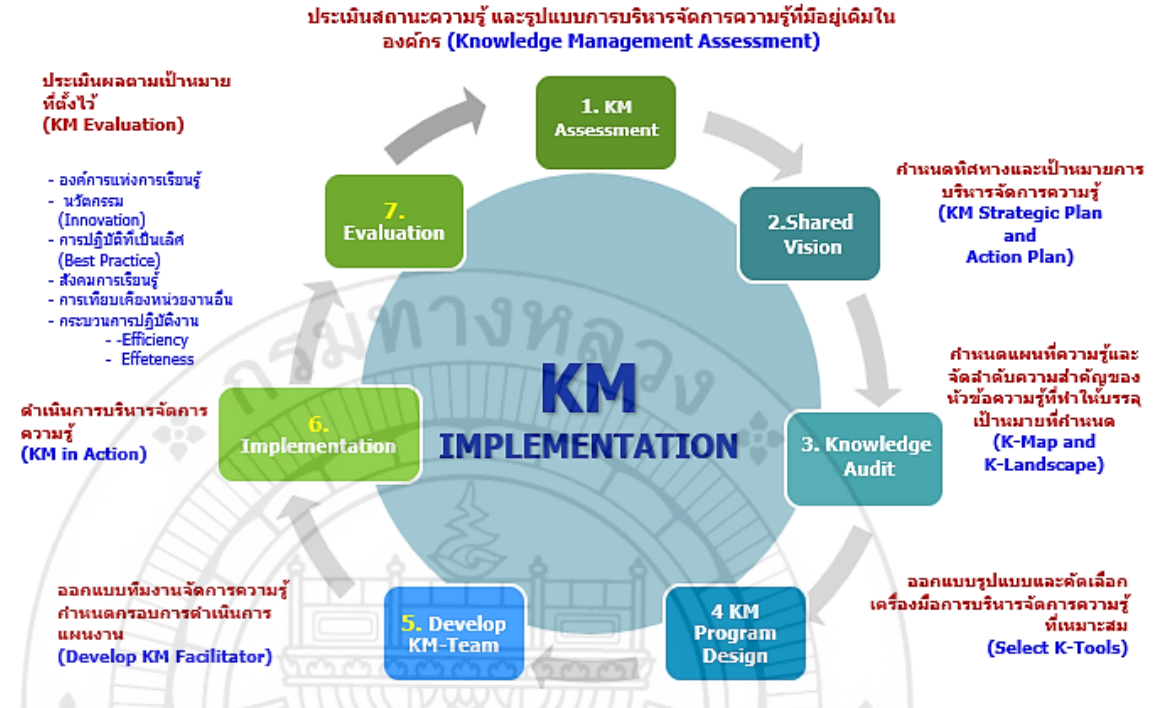 ประเมินสถานะความรู้ และรูปแบบการบริหารจัดการความรู้ที่มีอยู่เดิมใน
องค์กร (Knowledge Management Assessment)
1. KM
Assessment
กำหนดทิศทางและเป้าหมายการ
บริหารจัดการความรู้
(KM Strategic Plan
and
Action Plan)
2.Shared
Vision
กำหนดแผนที่ความรู้และ
จัดลำดับความสำคัญของ
หัวข้อความรู้ที่ทำให้บรรลุ
เป้าหมายที่กำหนด
(K-Map and
K-Landscape)
3. Knowledge
Audit
ออกแบบรูปแบบและคัดเลือก
เครื่องมือการบริหารจัดการความรู้
ที่เหมาะสม
(Select K-Tools)
4 KM
Program
Design
5. Develop
KM-Team
ออกแบบทีมงานจัดการความรู้
กำหนดกรอบการดำเนินการ
แผนงาน
(Develop KM Facilitator)
6.
Implementation
ดำเนินการบริหารจัดการ
ความรู้
(KM in Action)
7.
Evaluation
ประเมินผลตามเป้าหมาย
ที่ตั้งไว้
(KM Evaluation)
- องค์การแห่งการเรียนรู้
- นวัตกรรม
(Innovation)
- การปฏิบัติที่เป็นเลิศ
(Best Practice)
- สังคมการเรียนรู้
- การเทียบเคียงหน่วยงานอื่น
- กระบวนการปฏิบัติงาน
- -Efficiency
- Effeteness
KM
IMPLEMENTATION
กรมทางหลวง